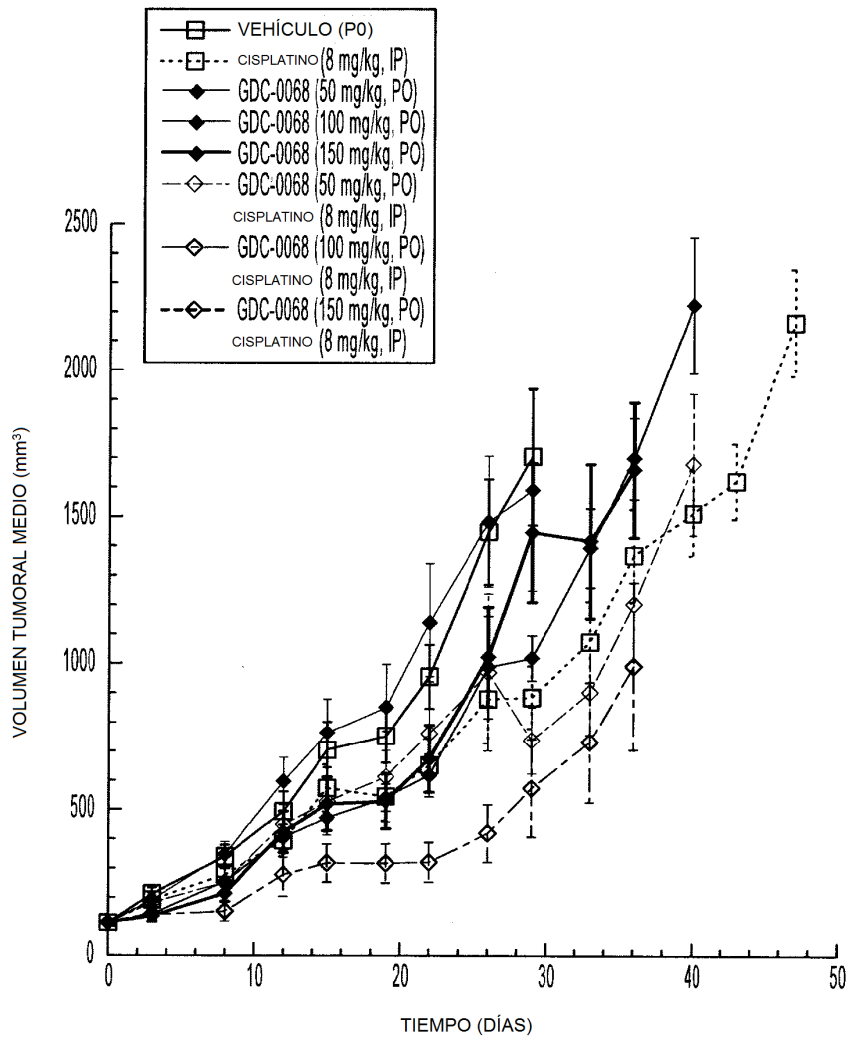 VEHÍCULO (P0)
CISPLATINO (8 mg/kg, IP)
GDC-0068 (50 mg/kg, PO)
GDC-0068 (100 mg/kg, PO)
GDC-0068 (150 mg/kg, PO)
GDC-0068 (50 mg/kg, PO)
CISPLATINO (8 mg/kg, IP)
GDC-0068 (100 mg/kg, PO)
CISPLATINO (8 mg/kg, IP)
GDC-0068 (150 mg/kg, PO)
CISPLATINO (8 mg/kg, IP)
2500
2000
1500
1000
500
0
VOLUMEN TUMORAL MEDIO (mm³)
0 10 20 30 40 50
TIEMPO (DÍAS)